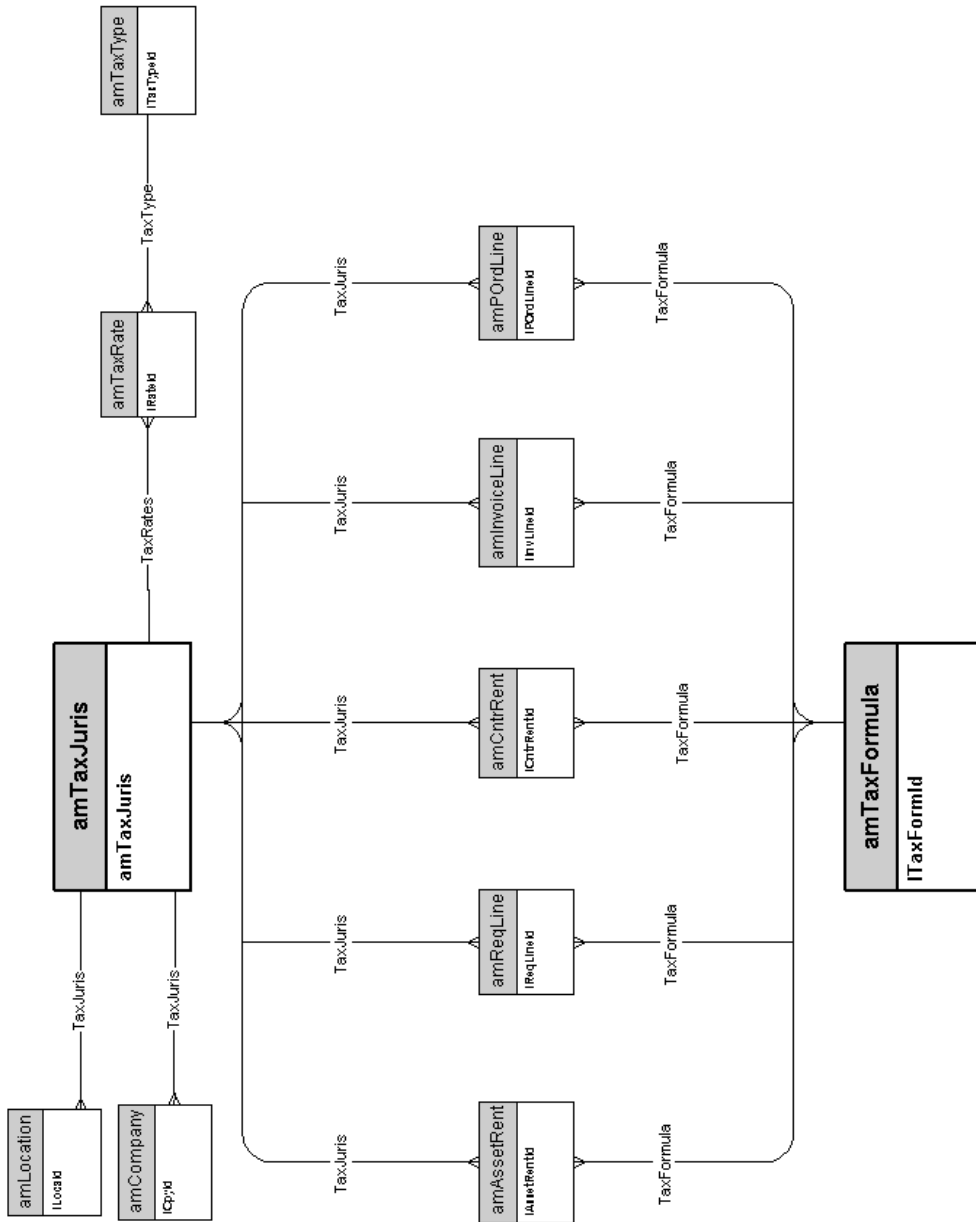 amLocation
lLocaId
TaxJuris
amCompany
lCpyId
TaxJuris
amTaxJuris
amTaxJuris
TaxRates
amTaxRate
lRateId
TaxType
amTaxType
lTaxTypeId
TaxJuris
TaxJuris
TaxJuris
TaxJuris
TaxJuris
amAssetRent
lAssetRentId
amReqLine
lReqLineId
amCntrRent
lCntrRentId
amInvoiceLine
lInvLineId
amPOrdLine
lPOrdLineId
TaxFormula
TaxFormula
TaxFormula
TaxFormula
TaxFormula
amTaxFormula
lTaxFormId